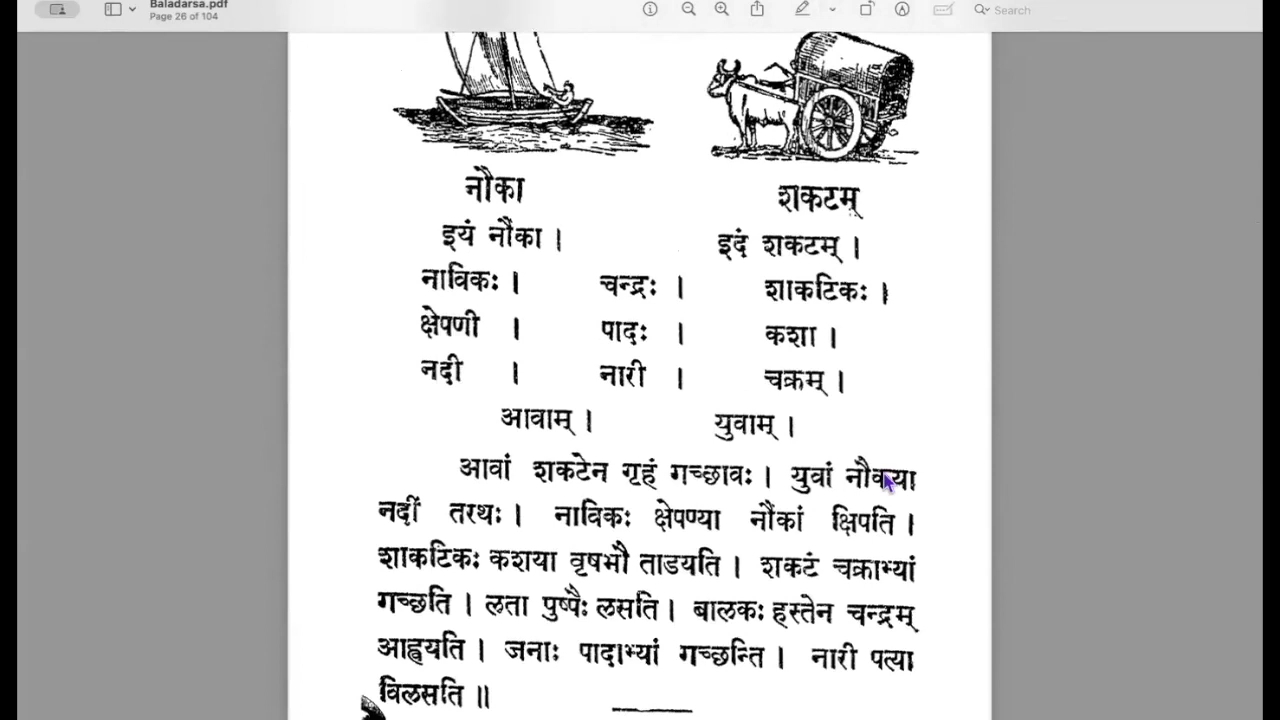 Baladarsa.pdf
Page 26 of 104
Search
नौका शकटम्
इयं नौका । इदं शकटम् ।
नाविकः । चन्द्रः । शाकटिकः ।
क्षेपणी । पादः । कशा ।
नदी । नारी । चक्रम् ।
आवाम् । युवाम् ।
आवां शकटेन गृहं गच्छावः । युवां नौकया
नदीं तरथः । नाविकः क्षेपण्या नौकां क्षिपति ।
शाकटिकः कशया वृषभौ ताडयति । शकटं चक्राभ्यां
गच्छति । लता पुष्पैः लसति । बालकः हस्तेन चन्द्रम्
आह्वयति । जनाः पादाभ्यां गच्छन्ति । नारी पत्या
विलसति ॥